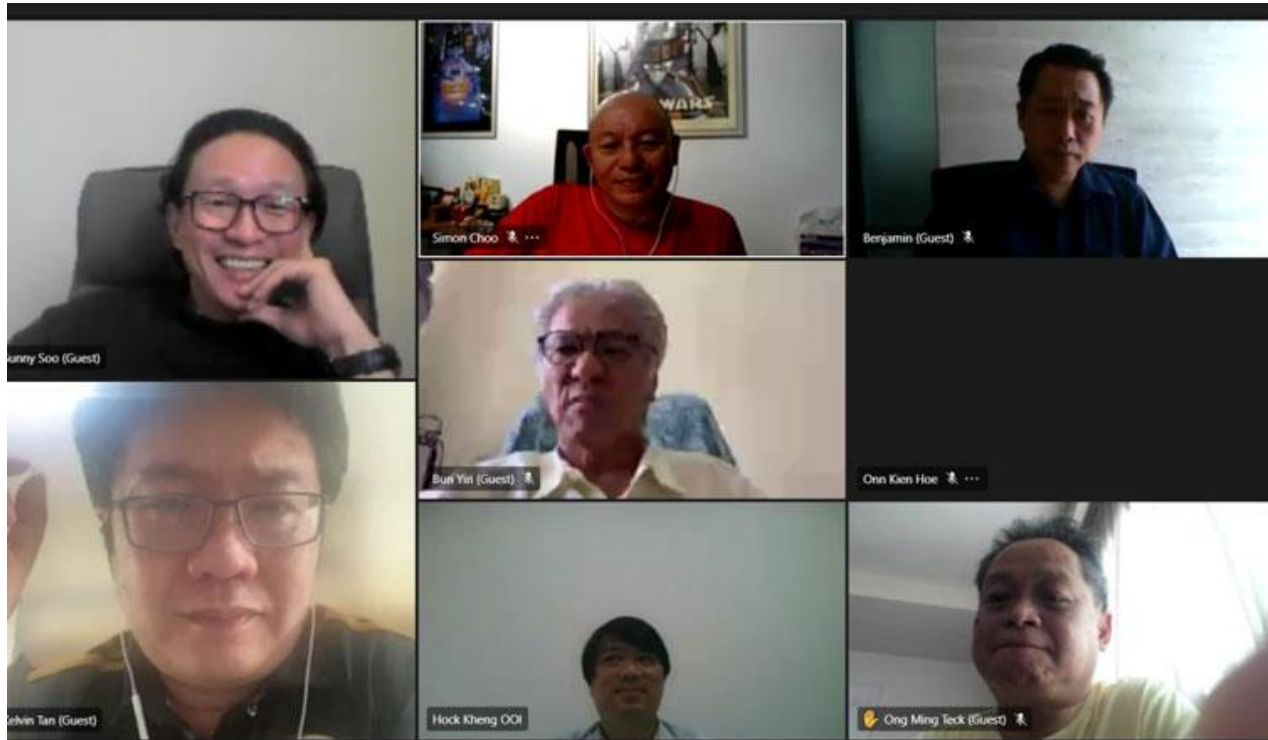 Simon Choo
WARS
Benjamin (Guest)
Sunny Soo (Guest)
Bun Yin (Guest)
Onn Kien Hoe
Kelvin Tan (Guest)
Hock Kheng OOI
Ong Ming Teck (Guest)